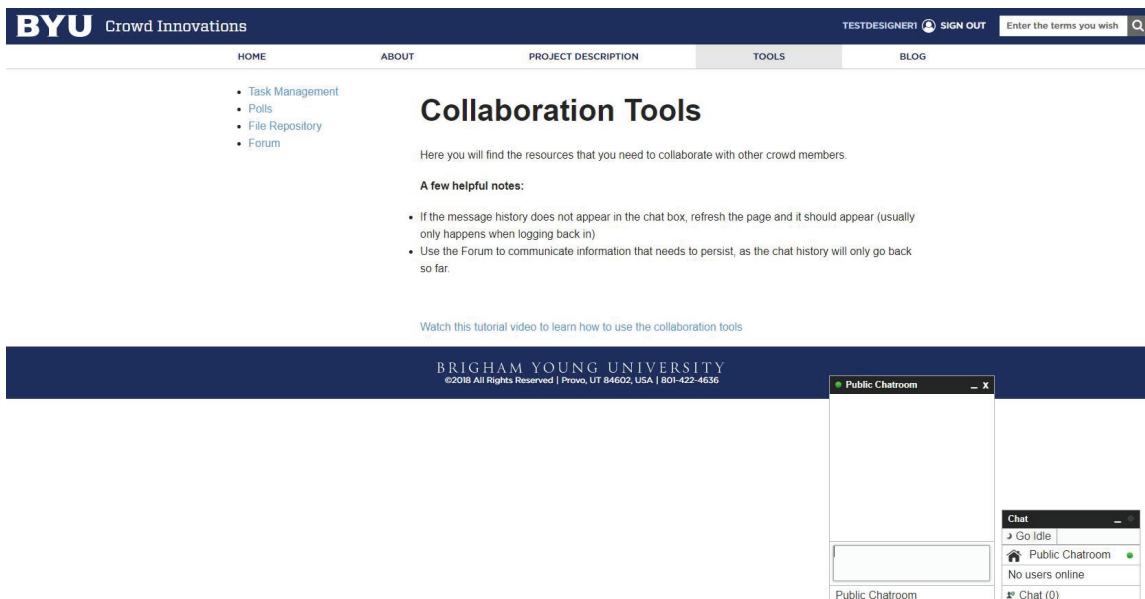 BYU Crowd Innovations
TESTDESIGNER1 SIGN OUT
Enter the terms you wish
HOME ABOUT PROJECT DESCRIPTION TOOLS BLOG
Task Management
Polls
File Repository
Forum
Collaboration Tools
Here you will find the resources that you need to collaborate with other crowd members.
A few helpful notes:
If the message history does not appear in the chat box, refresh the page and it should appear (usually
only happens when logging back in)
Use the Forum to communicate information that needs to persist, as the chat history will only go back
so far.
Watch this tutorial video to learn how to use the collaboration tools
BRIGHAM YOUNG UNIVERSITY
©2018 All Rights Reserved | Provo, UT 84602, USA | 801-422-4636
Public Chatroom _ x
Public Chatroom
Chat _
Go Idle
Public Chatroom
No users online
Chat (0)